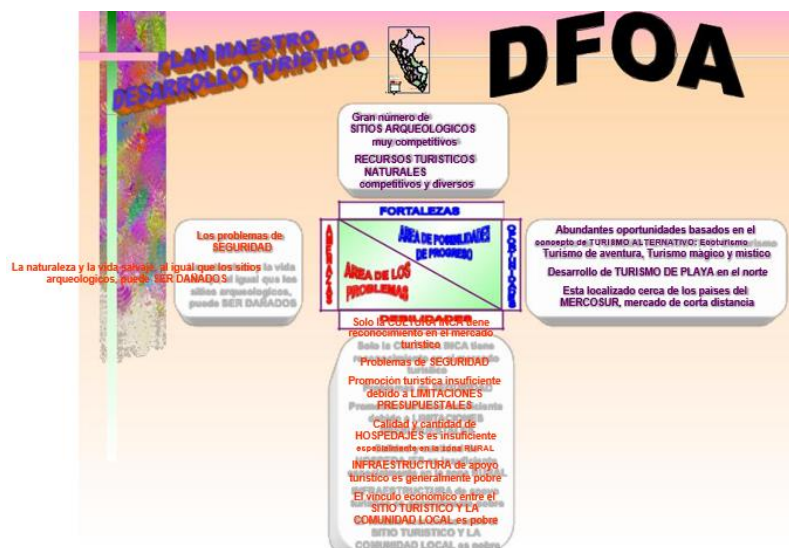 PLAN MAESTRO
DESARROLLO TURISTICO
DFOA
Gran número de
SITIOS ARQUEOLOGICOS
muy competitivos
RECURSOS TURISTICOS
NATURALES
competitivos y diversos
FORTALEZAS
AMENAZAS
AREA DE POSIBILIDADES
DE PROGRESO
AREA DE LOS
PROBLEMAS
DEBILIDADES
Los problemas de
SEGURIDAD
La naturaleza y la vida salvaje, al igual que los sitios
arqueologicos, puede SER DAÑADOS
Abundantes oportunidades basados en el
concepto de TURISMO ALTERNATIVO: Ecoturismo
Turismo de aventura, Turismo mágico y mistico
Desarrollo de TURISMO DE PLAYA en el norte
Esta localizado cerca de los paises del
MERCOSUR, mercado de corta distancia
Solo la CULTURA INCA tiene
reconocimiento en el mercado
turistico
Problemas de SEGURIDAD
Promoción turistica insuficiente
debido a LIMITACIONES
PRESUPUESTALES
Calidad y cantidad de
HOSPEDAJES es insuficiente
especialmente en la zona RURAL
INFRAESTRUCTURA de apoyo
turistico es generalmente pobre
El vinculo economico entre el
SITIO TURISTICO Y LA
COMUNIDAD LOCAL es pobre